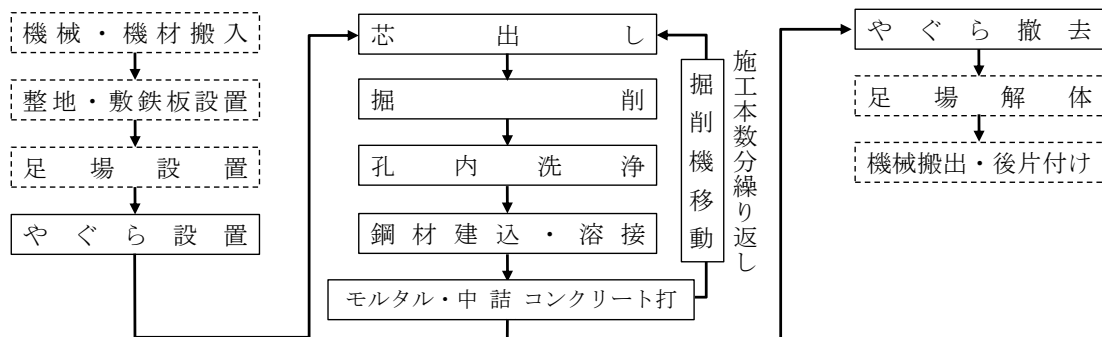 機械・機材搬入
整地・敷鉄板設置
足場設置
やぐら設置
芯出し
掘削
孔内洗浄
鋼材建込・溶接
モルタル・中詰コンクリート打
掘削機移動
施工本数分繰り返し
やぐら撤去
足場解体
機械搬出・後片付け